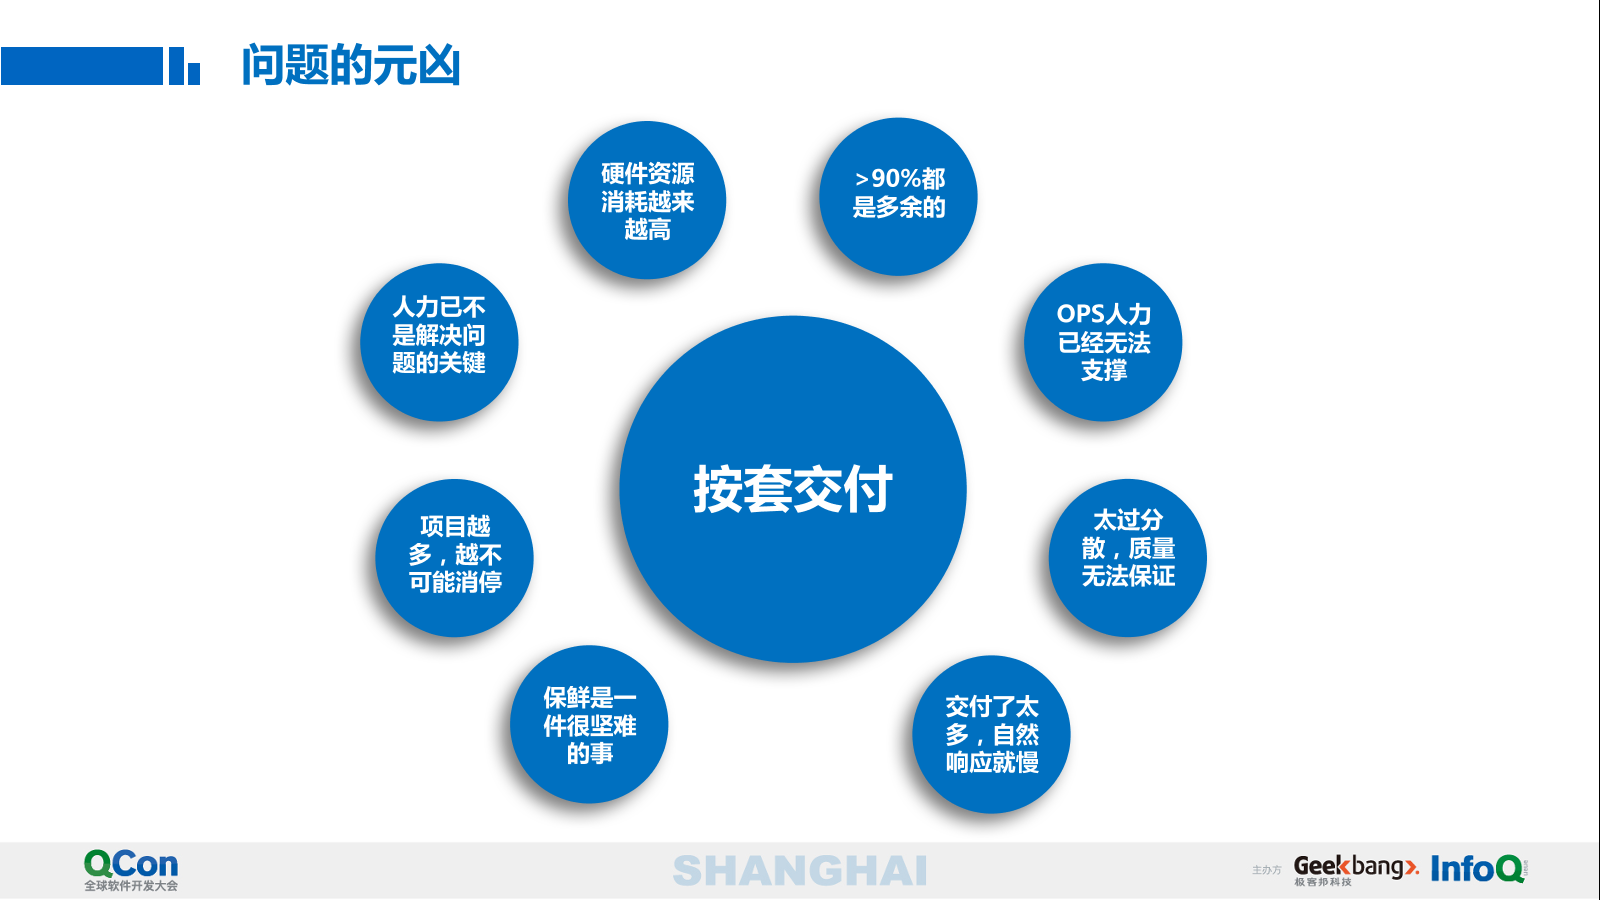 问题的元凶
硬件资源
消耗越来
越高
>90%都
是多余的
人力已不
是解决问
题的关键
OPS人力
已经无法
支撑
按套交付
项目越
多，越不
可能消停
太过分
散，质量
无法保证
保鲜是一
件很坚难
的事
交付了太
多，自然
响应就慢
QCon
全球软件开发大会
SHANGHAI
主办方
Geekbang>.
极客邦科技
InfoQ